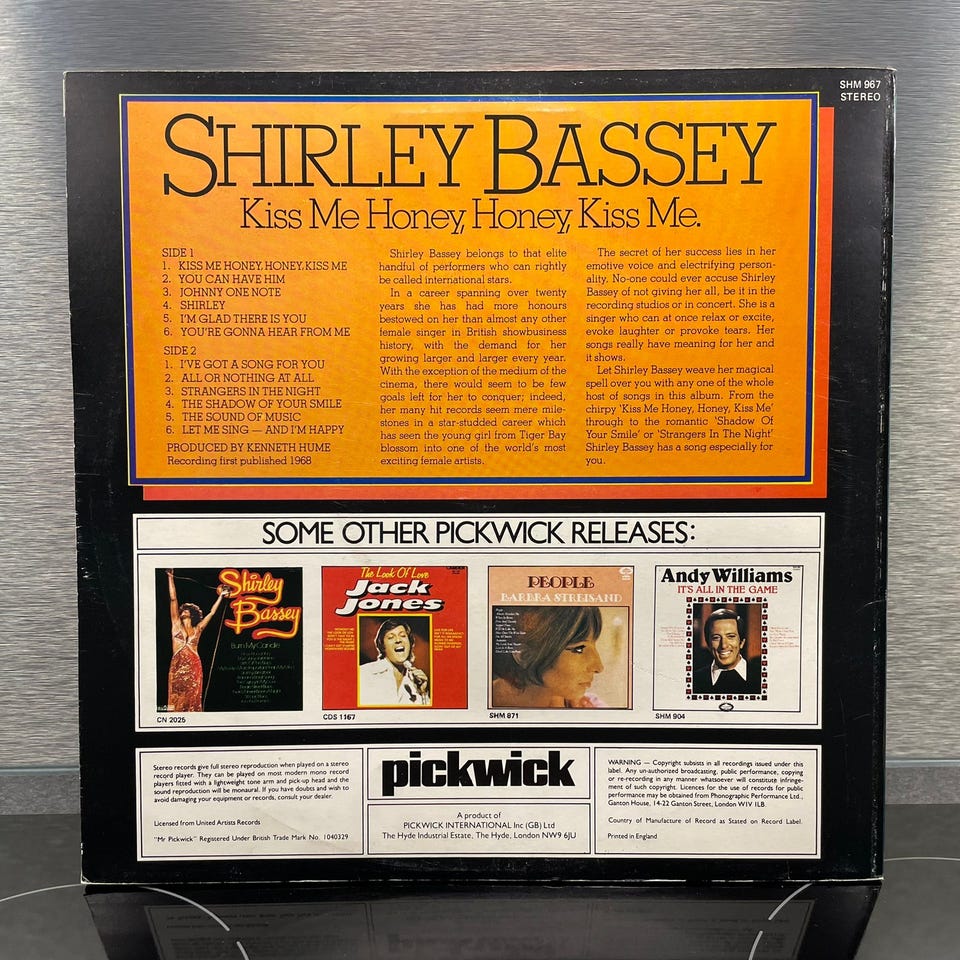 SHM 967
STEREO
SHIRLEY BASSEY
Kiss Me Honey, Honey, Kiss Me.
SIDE 1
1. KISS ME HONEY, HONEY, KISS ME
2. YOU CAN HAVE HIM
3. JOHNNY ONE NOTE
4. SHIRLEY
5. I'M GLAD THERE IS YOU
6. YOU'RE GONNA HEAR FROM ME
SIDE 2
1. I'VE GOT A SONG FOR YOU
2. ALL OR NOTHING AT ALL
3. STRANGERS IN THE NIGHT
4. THE SHADOW OF YOUR SMILE
5. THE SOUND OF MUSIC
6. LET ME SING — AND I'M HAPPY
PRODUCED BY KENNETH HUME
Recording first published 1968
Shirley Bassey belongs to that elite
handful of performers who can rightly
be called international stars.
In a career spanning over twenty
years she has had more honours
bestowed on her than almost any other
female singer in British showbusiness
history, with the demand for her
growing larger and larger every year.
With the exception of the medium of the
cinema, there would seem to be few
goals left for her to conquer; indeed,
her many hit records seem mere mile-
stones in a star-studded career which
has seen the young girl from Tiger Bay
blossom into one of the world's most
exciting female artists.
The secret of her success lies in her
emotive voice and electrifying person-
ality. No-one could ever accuse Shirley
Bassey of not giving her all, be it in the
recording studios or in concert. She is a
singer who can at once relax or excite,
evoke laughter or provoke tears. Her
songs really have meaning for her and
it shows.
Let Shirley Bassey weave her magical
spell over you with any one of the whole
host of songs in this album. From the
chirpy 'Kiss Me Honey, Honey, Kiss Me'
through to the romantic 'Shadow Of
Your Smile' or 'Strangers In The Night'
Shirley Bassey has a song especially for
you.
SOME OTHER PICKWICK RELEASES:
Shirley
Bassey
Burn My Candle
CN 2025
The Look Of Love
Jack
Jones
CDS 1167
PEOPLE
BARBRA STREISAND
SHM 871
Andy Williams
IT'S ALL IN THE GAME
SHM 904
Stereo records give full stereo reproduction when played on a stereo
record player. They can be played on most modern mono record
players fitted with a lightweight tone arm and pick-up head and the
sound reproduction will be monaural. If you have doubts and wish to
avoid damaging your equipment or records, consult your dealer.
Licensed from United Artists Records
"Mr Pickwick" Registered Under British Trade Mark No. 1040329
pickwick
A product of
PICKWICK INTERNATIONAL Inc (GB) Ltd
The Hyde Industrial Estate, The Hyde, London NW9 6JU
WARNING — Copyright subsists in all recordings issued under this
label. Any un-authorized broadcasting, public performance, copying
or re-recording in any manner whatsoever will constitute infringe-
ment of such copyright. Licences for the use of records for public
performance may be obtained from Phonographic Performance Ltd.,
Ganton House, 14-22 Ganton Street, London W1V 1LB.
Country of Manufacture of Record as Stated on Record Label.
Printed in England